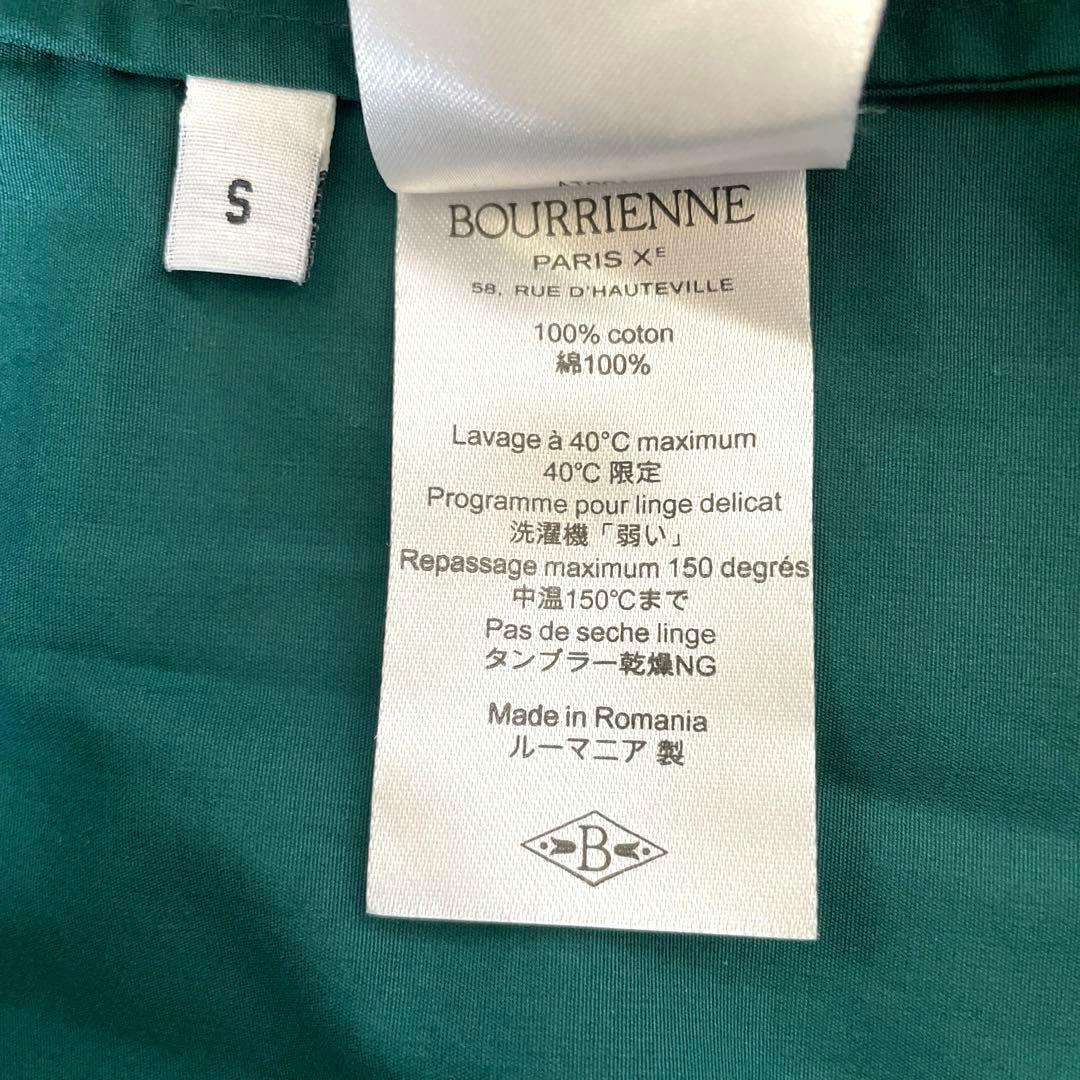 S
BOURRIENNE
PARIS Xᴱ
58, RUE D'HAUTEVILLE
100% coton
綿100%
Lavage à 40°C maximum
40℃ 限定
Programme pour linge delicat
洗濯機「弱い」
Repassage maximum 150 degrés
中温150℃まで
Pas de seche linge
タンブラー乾燥NG
Made in Romania
ルーマニア 製
B